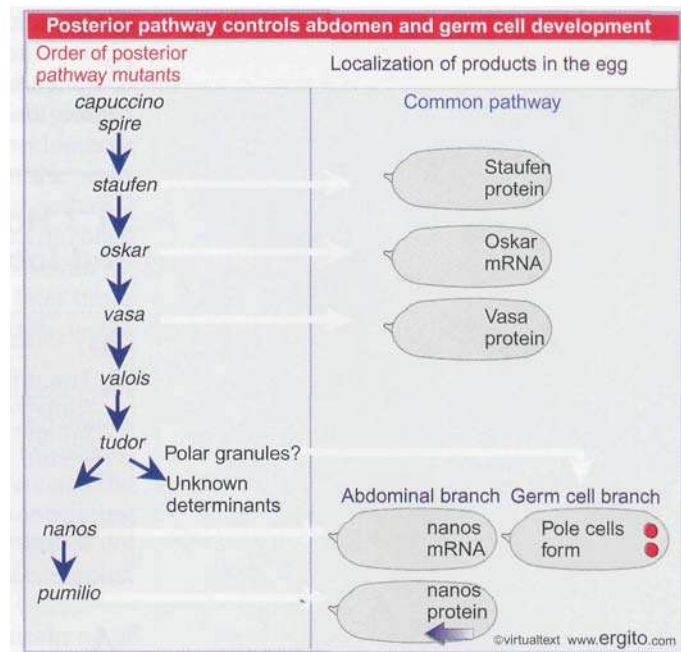 Posterior pathway controls abdomen and germ cell development
Order of posterior
pathway mutants
Localization of products in the egg
capuccino
spire
Common pathway
staufen
Staufen
protein
oskar
Oskar
mRNA
vasa
Vasa
protein
valois
tudor
Polar granules?
Unknown
determinants
Abdominal branch
Germ cell branch
nanos
nanos
mRNA
Pole cells
form
pumilio
nanos
protein
©virtualtext www.ergito.com